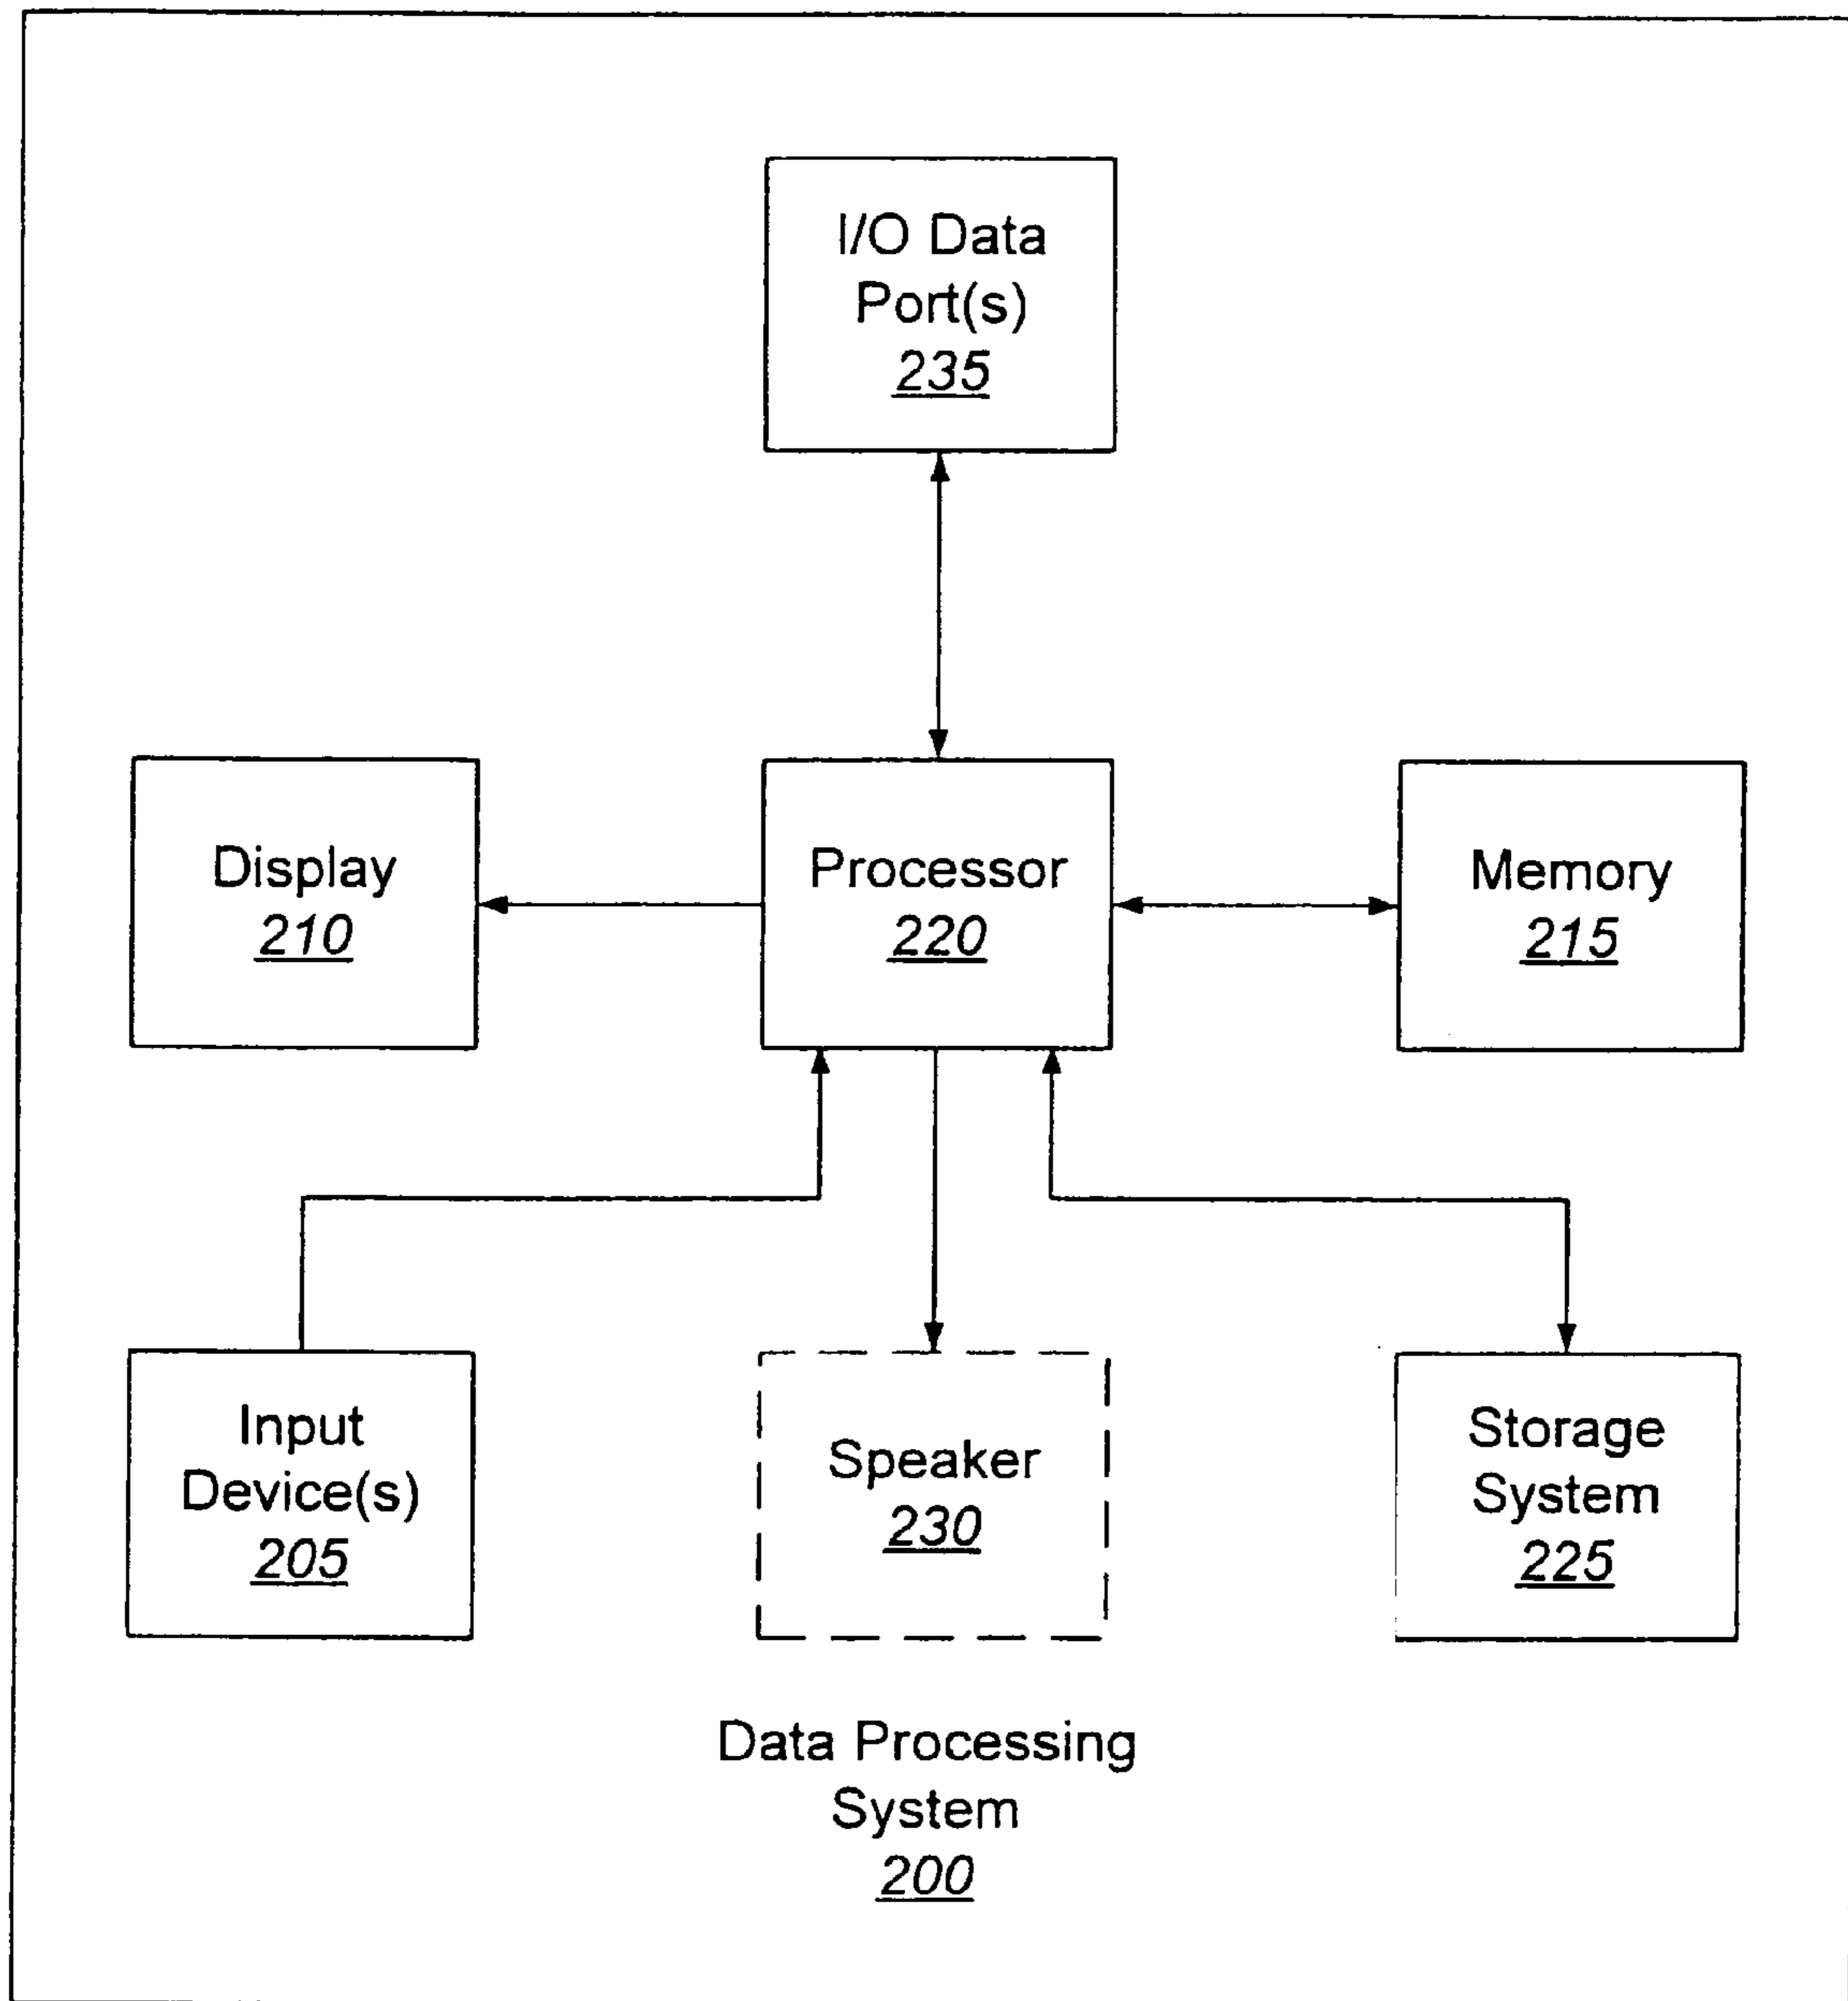 I/O Data
Port(s)
235
Display
210
Processor
220
Memory
215
Input
Device(s)
205
Speaker
230
Storage
System
225
Data Processing
System
200